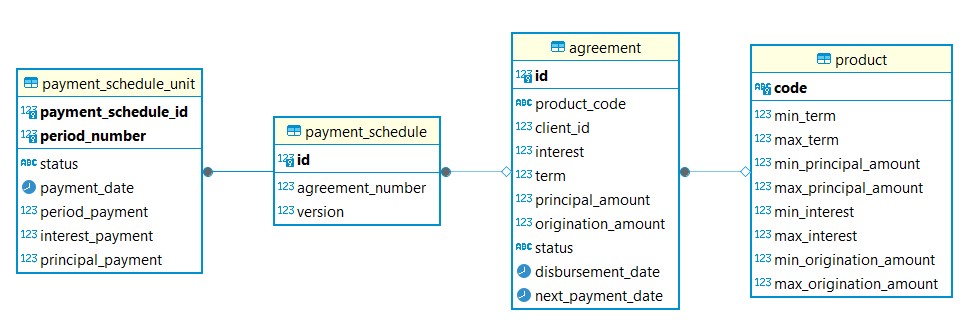 payment_schedule_unit
123 payment_schedule_id
123 period_number
ABC status
payment_date
123 period_payment
123 interest_payment
123 principal_payment
payment_schedule
123 id
123 agreement_number
123 version
agreement
123 id
ABC product_code
123 client_id
123 interest
123 term
123 principal_amount
123 origination_amount
ABC status
disbursement_date
next_payment_date
product
ABC code
123 min_term
123 max_term
123 min_principal_amount
123 max_principal_amount
123 min_interest
123 max_interest
123 min_origination_amount
123 max_origination_amount